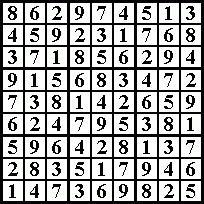 8 6 2 9 7 4 5 1 3
4 5 9 2 3 1 7 6 8
3 7 1 8 5 6 2 9 4
9 1 5 6 8 3 4 7 2
7 3 8 1 4 2 6 5 9
6 2 4 7 9 5 3 8 1
5 9 6 4 2 8 1 3 7
2 8 3 5 1 7 9 4 6
1 4 7 3 6 9 8 2 5